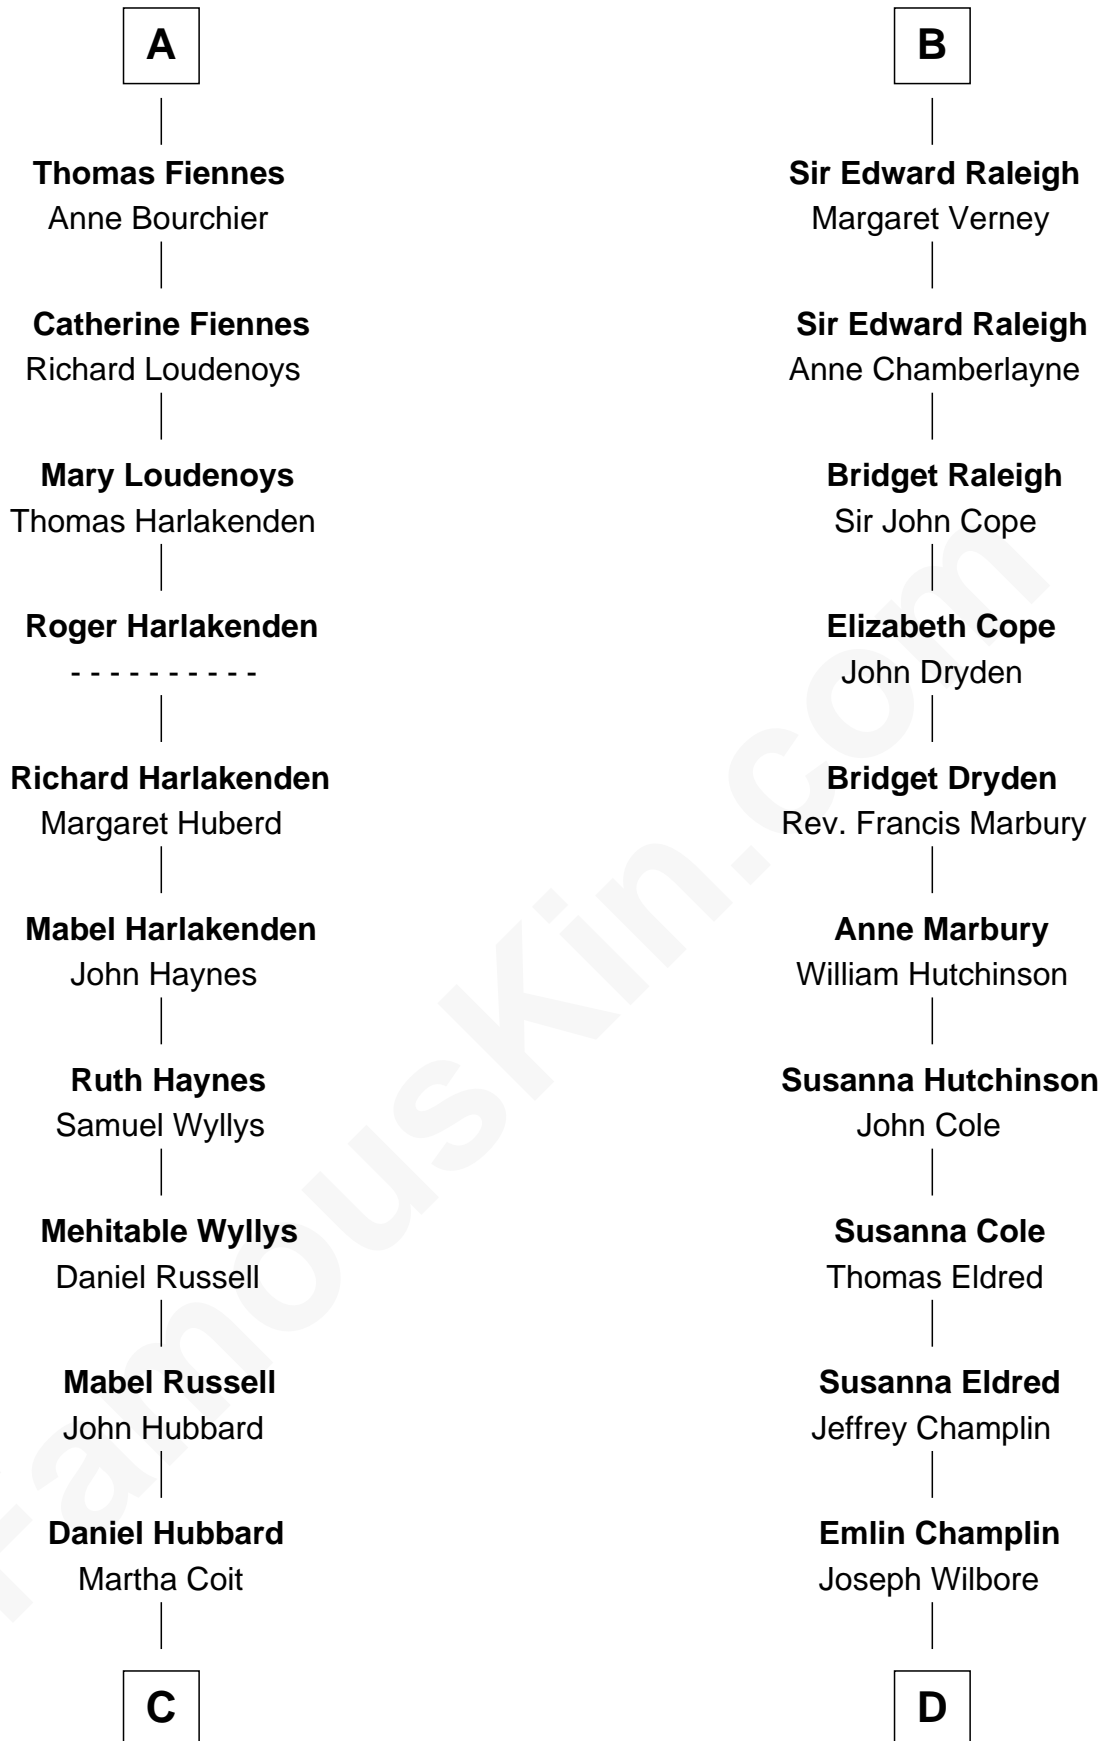 A
Thomas Fiennes
Anne Bourchier
Catherine Fiennes
Richard Loudenoys
Mary Loudenoys
Thomas Harlakenden
Roger Harlakenden
- - - - - - - - - -
Richard Harlakenden
Margaret Huberd
Mabel Harlakenden
John Haynes
Ruth Haynes
Samuel Wyllys
Mehitable Wyllys
Daniel Russell
Mabel Russell
John Hubbard
Daniel Hubbard
Martha Coit
C
B
Sir Edward Raleigh
Margaret Verney
Sir Edward Raleigh
Anne Chamberlayne
Bridget Raleigh
Sir John Cope
Elizabeth Cope
John Dryden
Bridget Dryden
Rev. Francis Marbury
Anne Marbury
William Hutchinson
Susanna Hutchinson
John Cole
Susanna Cole
Thomas Eldred
Susanna Eldred
Jeffrey Champlin
Emlin Champlin
Joseph Wilbore
D
FamousKin.com